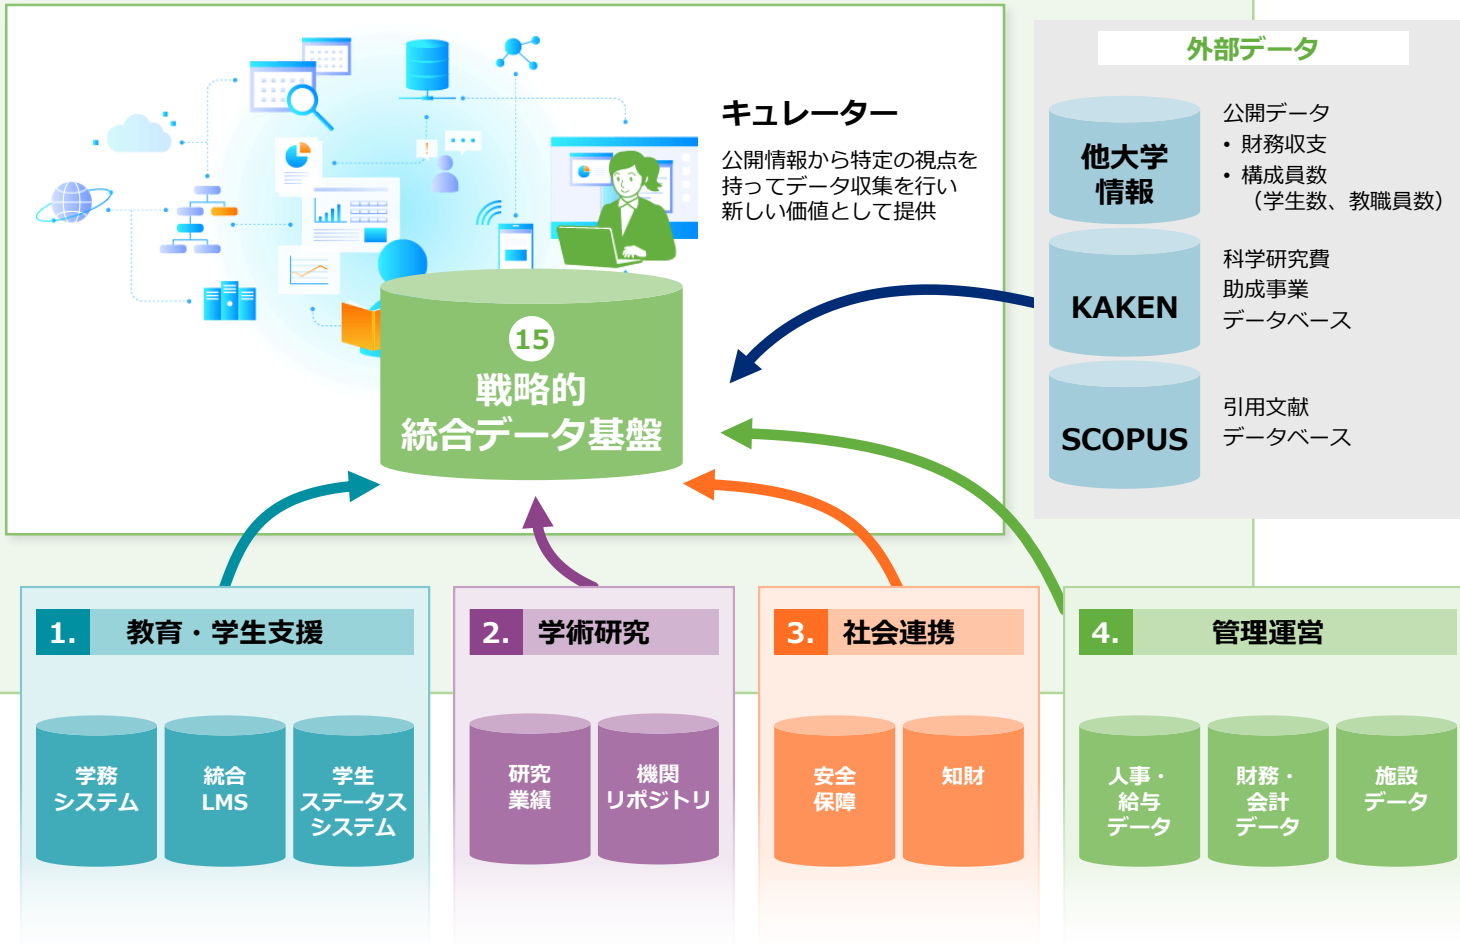 キュレーター
公開情報から特定の視点を
持ってデータ収集を行い
新しい価値として提供
15
戦略的
統合データ基盤
外部データ
他大学
情報
公開データ
• 財務収支
• 構成員数
（学生数、教職員数）
KAKEN
科学研究費
助成事業
データベース
SCOPUS
引用文献
データベース
1. 教育・学生支援
学務
システム
統合
LMS
学生
ステータス
システム
2. 学術研究
研究
業績
機関
リポジトリ
3. 社会連携
安全
保障
知財
4. 管理運営
人事・
給与
データ
財務・
会計
データ
施設
データ